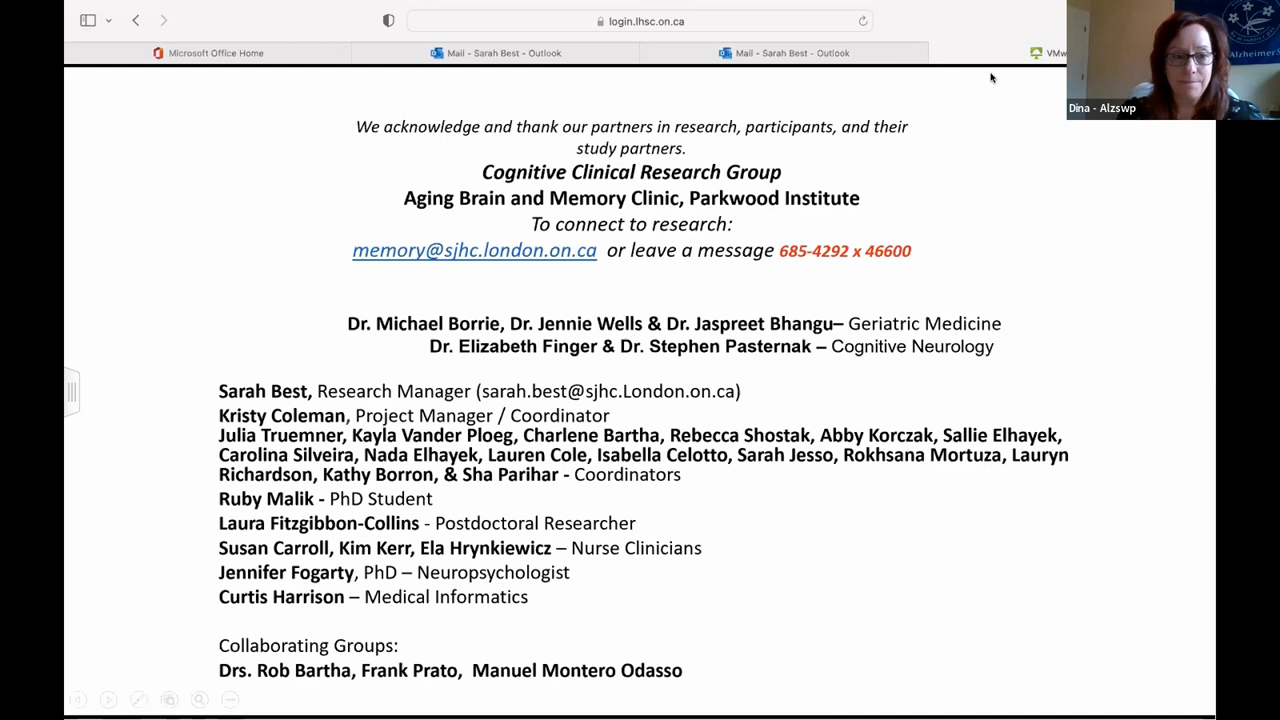 login.lhsc.on.ca
Microsoft Office Home
Mail - Sarah Best - Outlook
Mail - Sarah Best - Outlook
VMw
Alzheimer
Dina - Alzswp
We acknowledge and thank our partners in research, participants, and their
study partners.
Cognitive Clinical Research Group
Aging Brain and Memory Clinic, Parkwood Institute
To connect to research:
memory@sjhc.london.on.ca or leave a message 685-4292 x 46600
Dr. Michael Borrie, Dr. Jennie Wells & Dr. Jaspreet Bhangu– Geriatric Medicine
Dr. Elizabeth Finger & Dr. Stephen Pasternak – Cognitive Neurology
Sarah Best, Research Manager (sarah.best@sjhc.London.on.ca)
Kristy Coleman, Project Manager / Coordinator
Julia Truemner, Kayla Vander Ploeg, Charlene Bartha, Rebecca Shostak, Abby Korczak, Sallie Elhayek,
Carolina Silveira, Nada Elhayek, Lauren Cole, Isabella Celotto, Sarah Jesso, Rokhsana Mortuza, Lauryn
Richardson, Kathy Borron, & Sha Parihar - Coordinators
Ruby Malik - PhD Student
Laura Fitzgibbon-Collins - Postdoctoral Researcher
Susan Carroll, Kim Kerr, Ela Hrynkiewicz – Nurse Clinicians
Jennifer Fogarty, PhD – Neuropsychologist
Curtis Harrison – Medical Informatics
Collaborating Groups:
Drs. Rob Bartha, Frank Prato, Manuel Montero Odasso